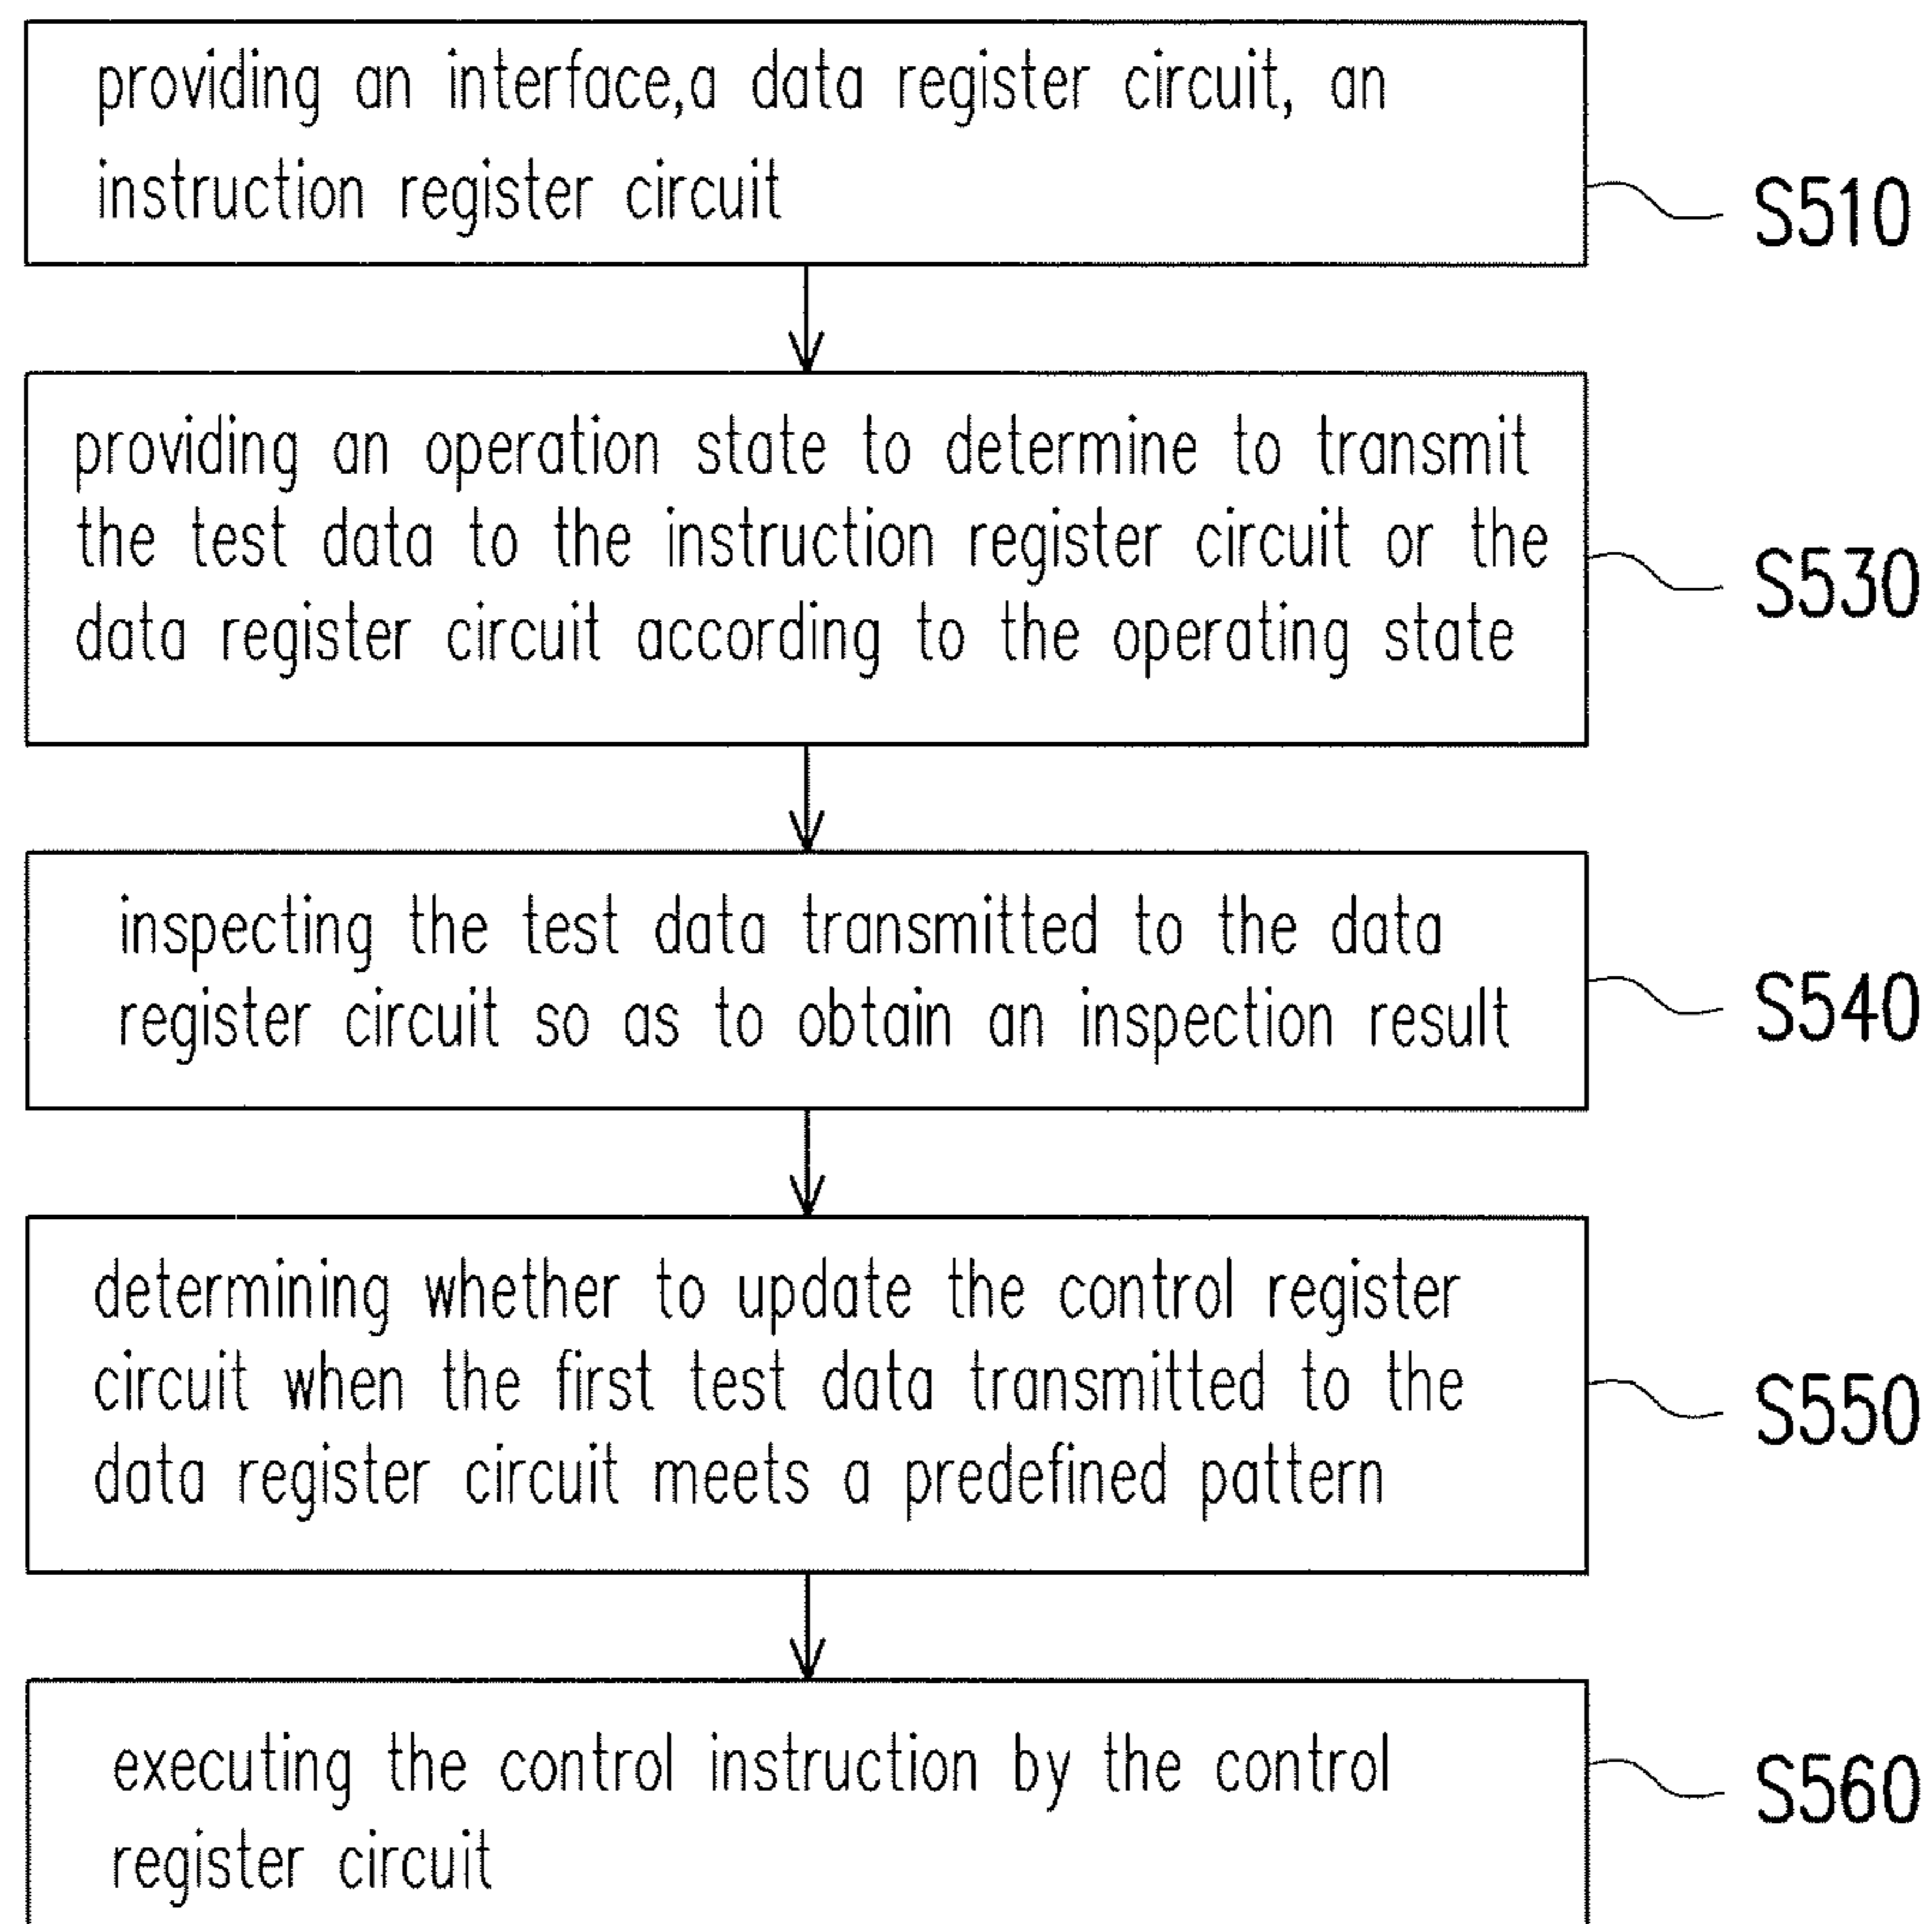 providing an interface,a data register circuit, an
instruction register circuit
S510
providing an operation state to determine to transmit
the test data to the instruction register circuit or the
data register circuit according to the operating state
S530
inspecting the test data transmitted to the data
register circuit so as to obtain an inspection result
S540
determining whether to update the control register
circuit when the first test data transmitted to the
data register circuit meets a predefined pattern
S550
executing the control instruction by the control
register circuit
S560